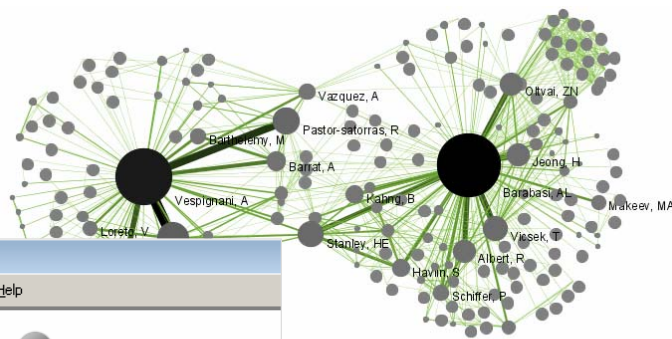 Oltvai, ZN
Vazquez, A
Pastor-satorras, R
Barthelemy, M
Barrat, A
Jeong, H
Barabasi, AL
Vespignani, A
Kahng, B
Makeev, MA
Loreto, V
Stanley, HE
Vicsek, T
Albert, R
Havlin, S
Schiffer, P
Help